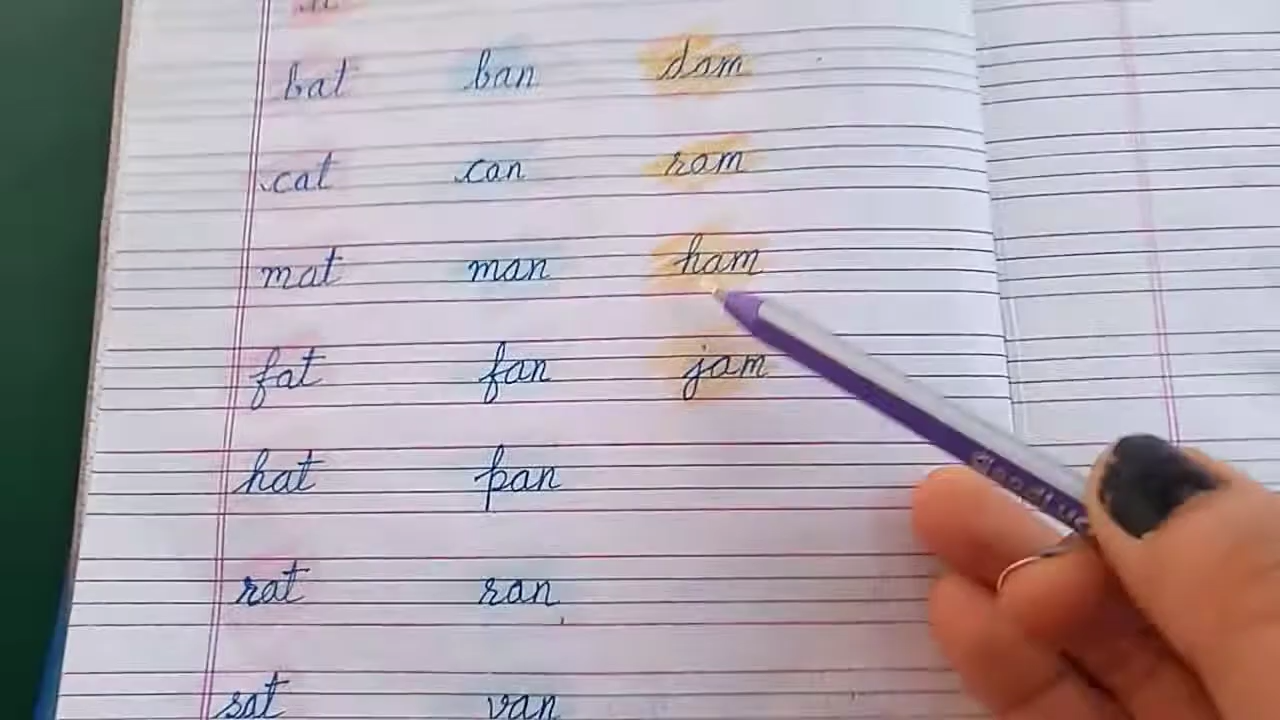 bat ban dam
cat can ram
mat man ham
fat fan jam
hat pan
rat ran
sat van